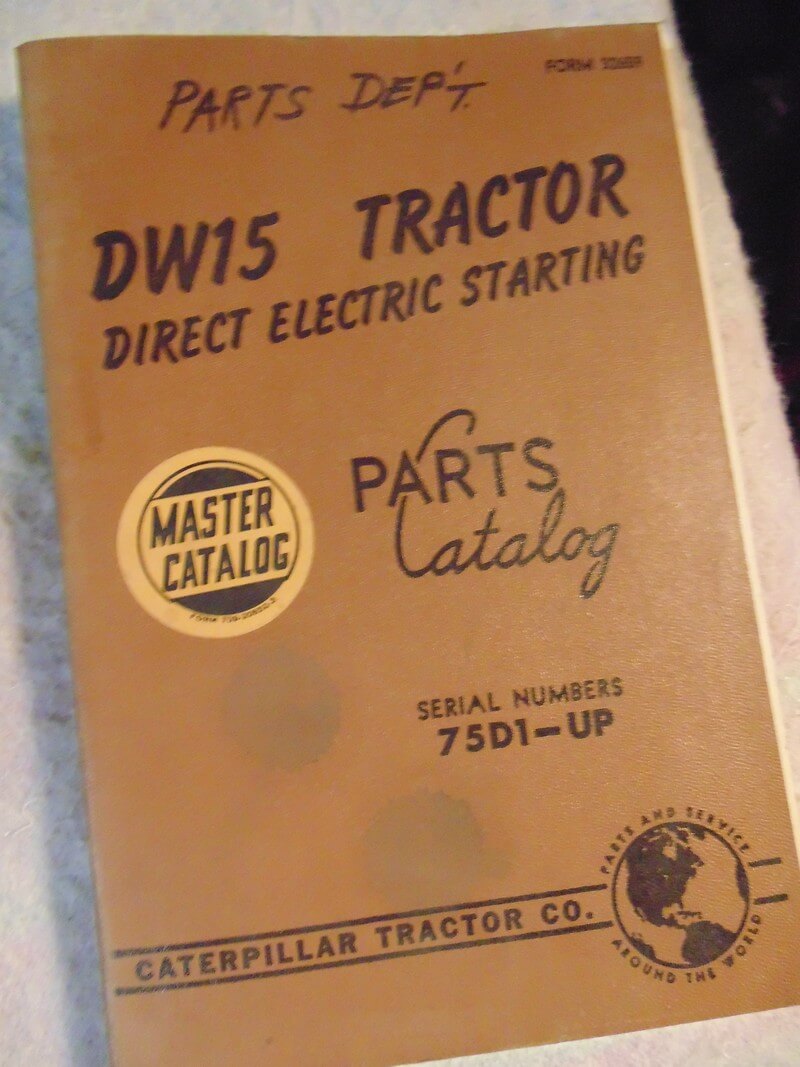 PARTS DEP'T.
FORM
DW15 TRACTOR
DIRECT ELECTRIC STARTING
PARTS
Catalog
MASTER
CATALOG
FORM
SERIAL NUMBERS
75D1-UP
PARTS AND SERVICE
AROUND THE WORLD
CATERPILLAR TRACTOR CO.